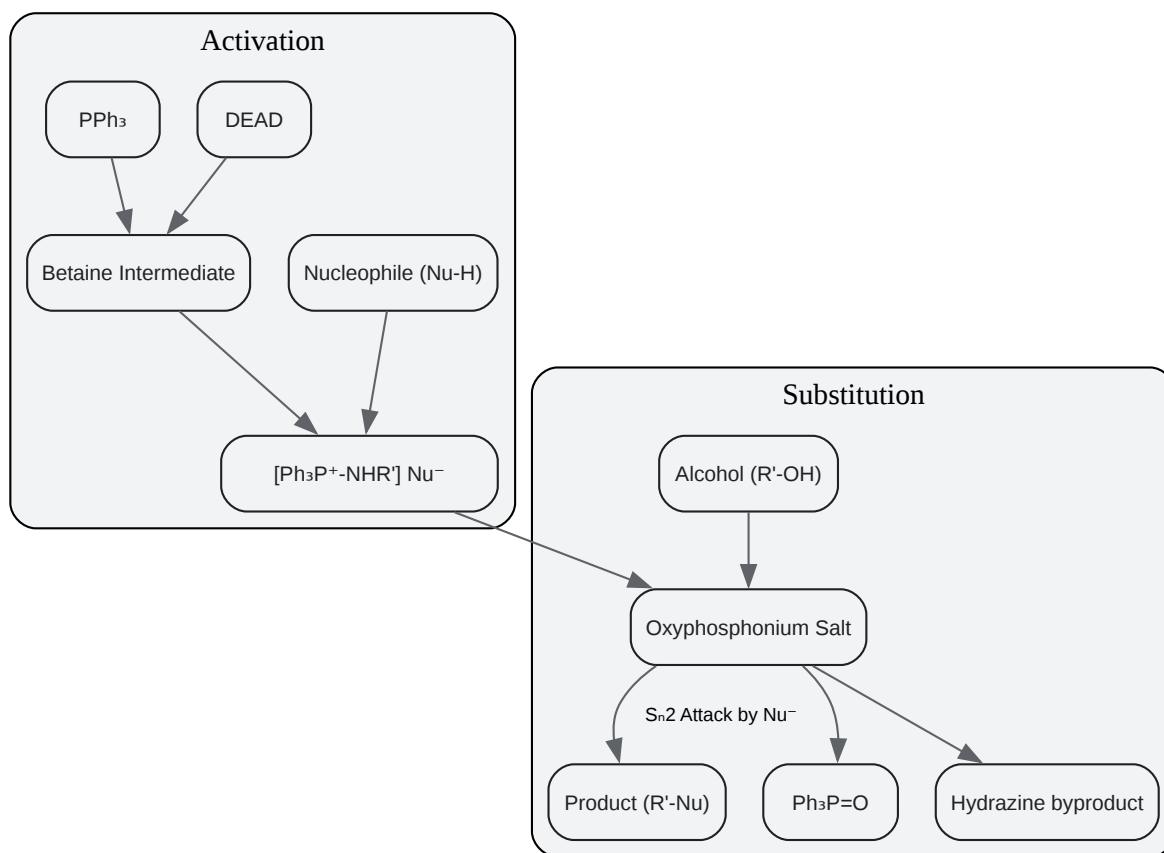 Activation
PPh₃
DEAD
Betaine Intermediate
Nucleophile (Nu-H)
[Ph₃P⁺-NHR'] Nu⁻
Substitution
Alcohol (R'-OH)
Oxyphosphonium Salt
Sₙ2 Attack by Nu⁻
Product (R'-Nu)
Ph₃P=O
Hydrazine byproduct